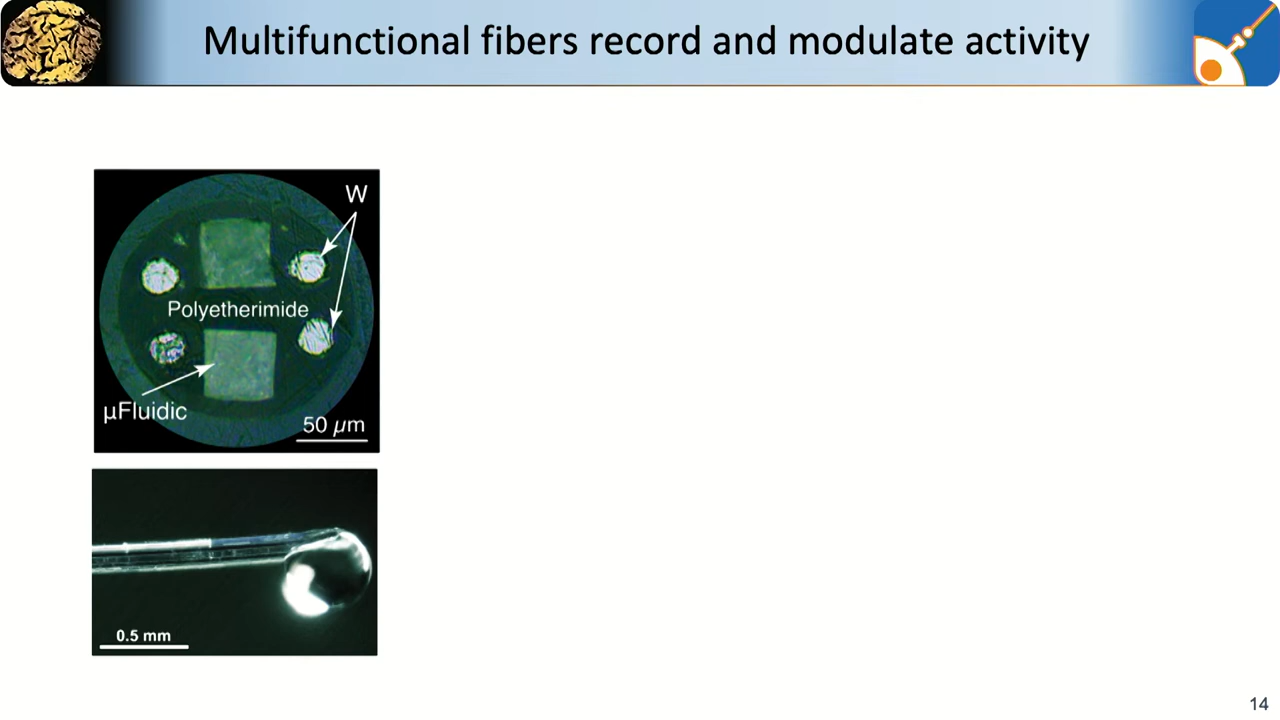 Multifunctional fibers record and modulate activity
W
Polyetherimide
µFluidic
50 µm
0.5 mm
14